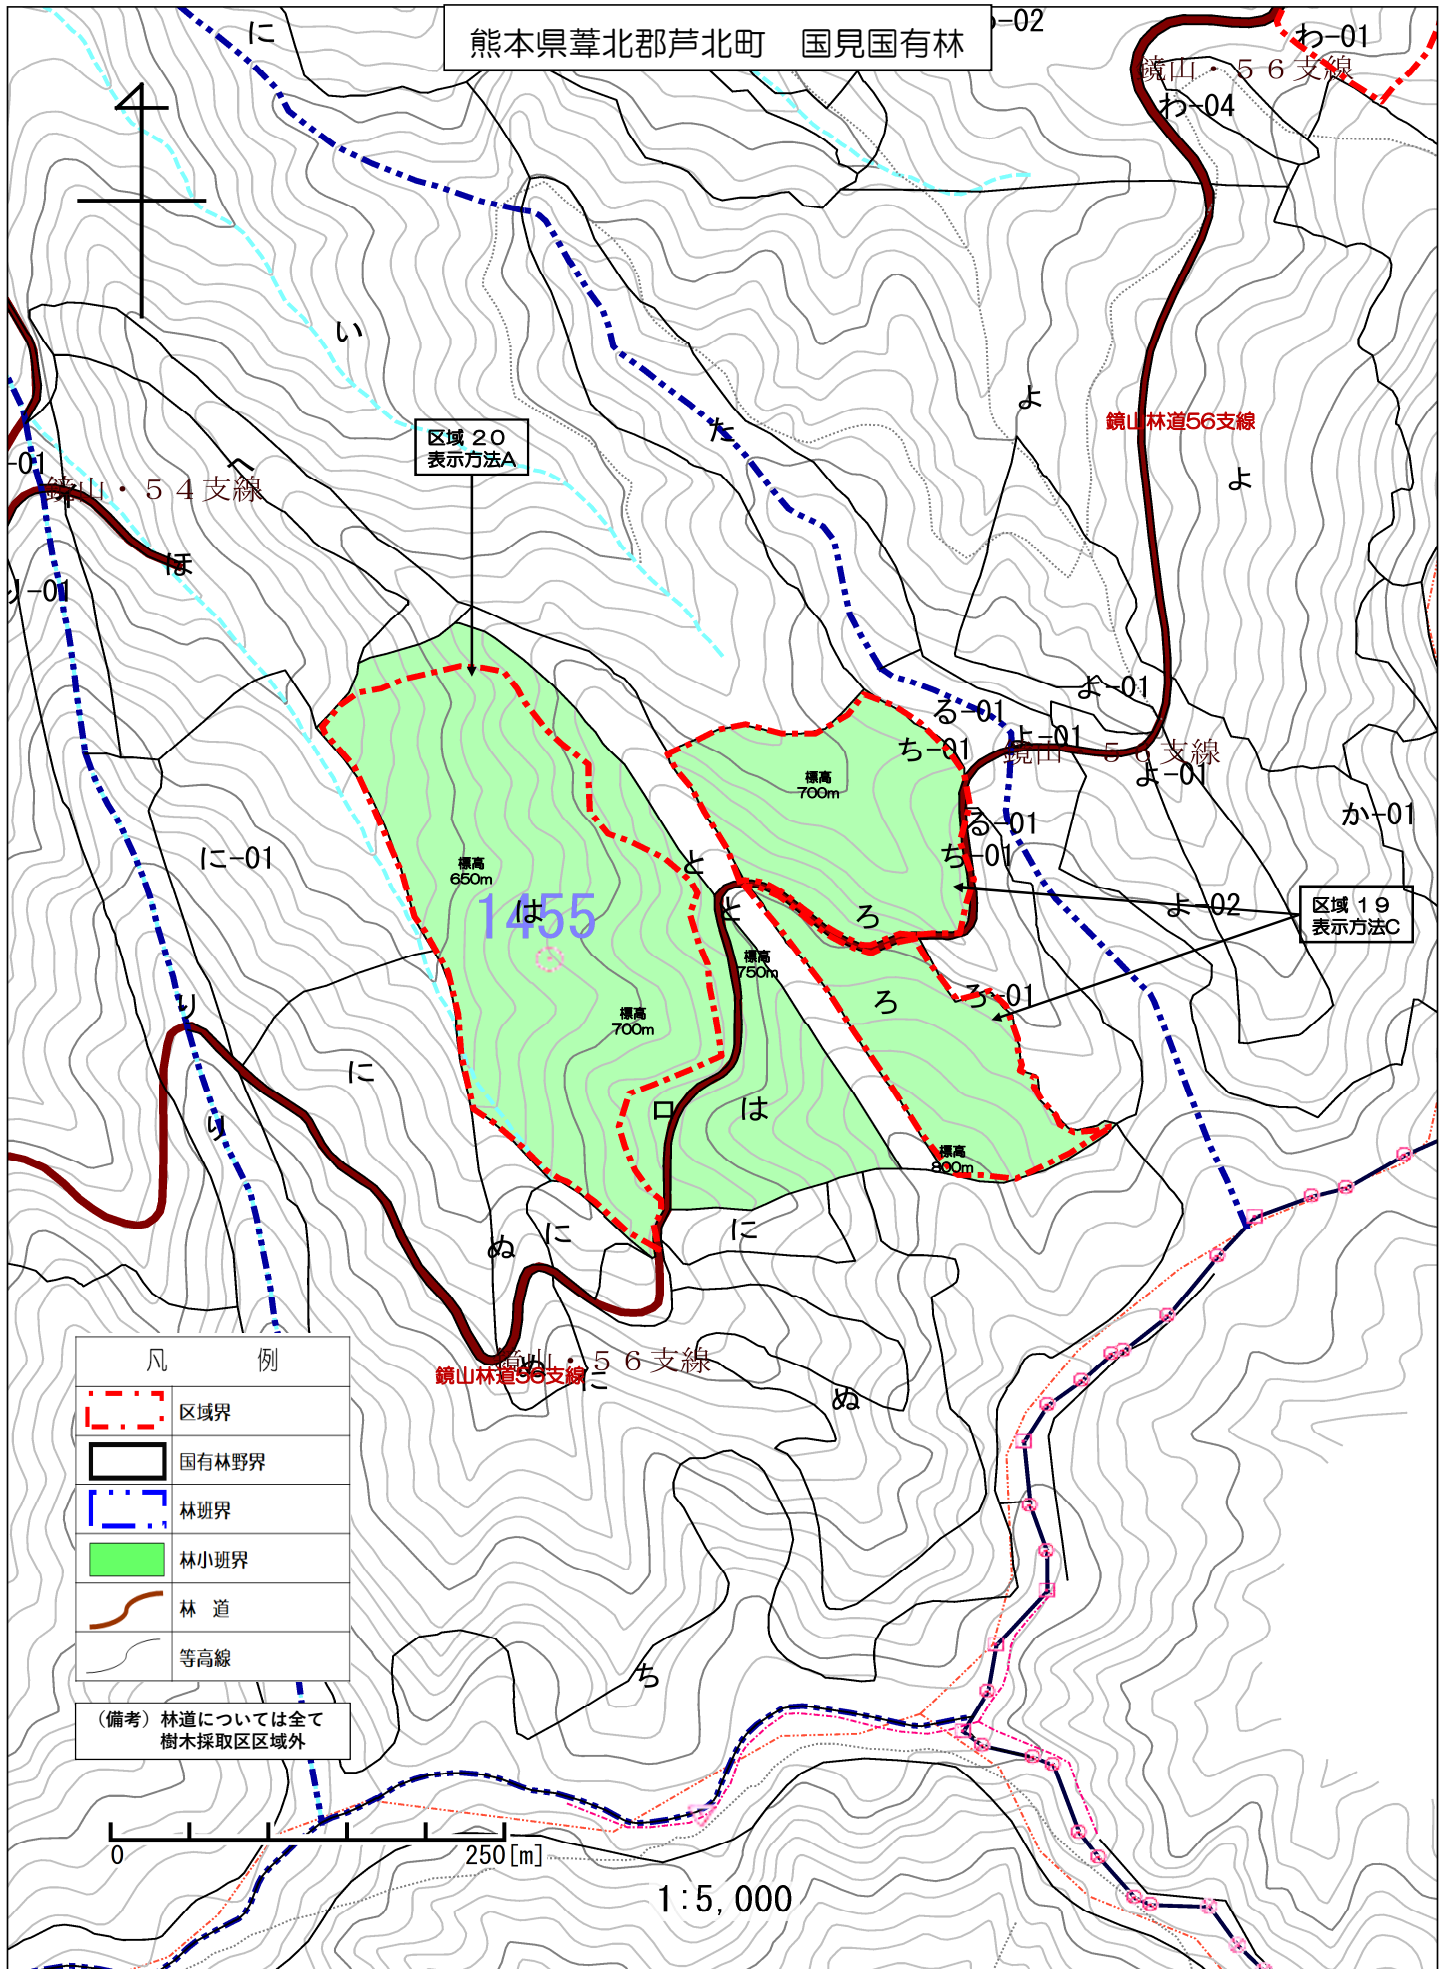 熊本県葦北郡芦北町　国見国有林
に
-02
わ-01
鏡山・５６支線
わ-04
い
よ
た
鏡山林道56支線
区域 20
表示方法A
よ
-01
へ
鏡山・５４支線
ほ
り-01
よ-01
る-01
ち-01
よ-01
鏡山・５６支線
よ-01
標高
700m
か-01
る-01
ち-01
に-01
標高
650m
と
よ-02
区域 19
表示方法C
1455
は
と
ろ
標高
750m
ろ
ろ-01
り
標高
700m
に
ロ
は
り
標高
800m
ぬ
に
に
鏡山・５６支線
鏡山林道56支線
ぬ
に
ぬ
凡　例
区域界
国有林野界
林班界
林小班界
林　道
等高線
ち
（備考）林道については全て
樹木採取区区域外
0
250[m]
1:5,000